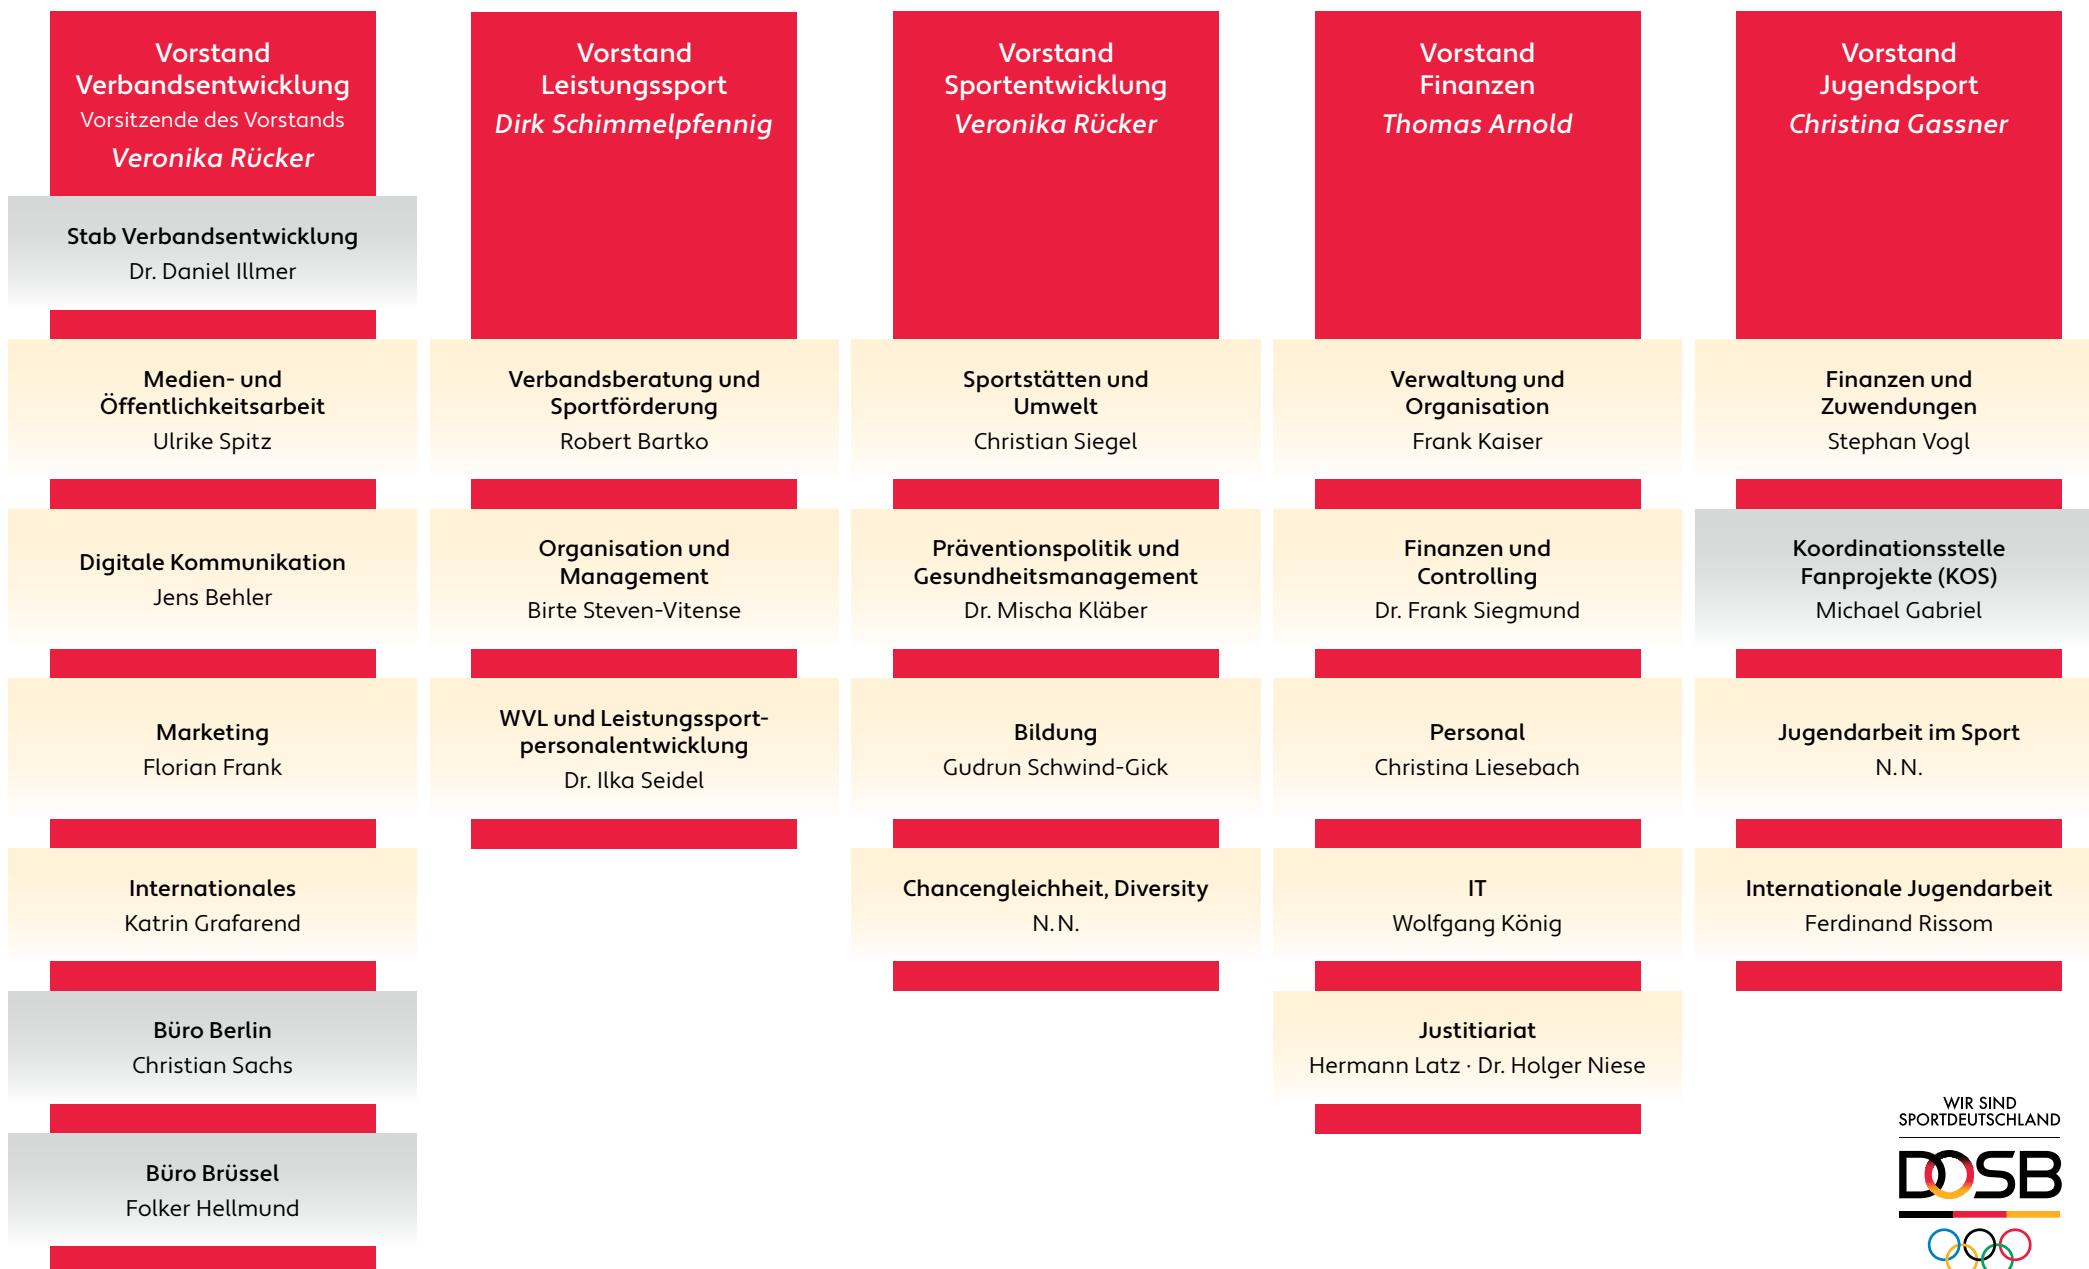 Vorstand
Verbandsentwicklung
Vorsitzende des Vorstands
Veronika Rücker
Stab Verbandsentwicklung
Dr. Daniel Illmer
Medien- und
Öffentlichkeitsarbeit
Ulrike Spitz
Digitale Kommunikation
Jens Behler
Marketing
Florian Frank
Internationales
Katrin Grafarend
Büro Berlin
Christian Sachs
Büro Brüssel
Folker Hellmund
Vorstand
Leistungssport
Dirk Schimmelpfennig
Verbandsberatung und
Sportförderung
Robert Bartko
Organisation und
Management
Birte Steven-Vitense
WVL und Leistungssport-
personalentwicklung
Dr. Ilka Seidel
Vorstand
Sportentwicklung
Veronika Rücker
Sportstätten und
Umwelt
Christian Siegel
Präventionspolitik und
Gesundheitsmanagement
Dr. Mischa Kläber
Bildung
Gudrun Schwind-Gick
Chancengleichheit, Diversity
N. N.
Vorstand
Finanzen
Thomas Arnold
Verwaltung und
Organisation
Frank Kaiser
Finanzen und
Controlling
Dr. Frank Siegmund
Personal
Christina Liesebach
IT
Wolfgang König
Justitiariat
Hermann Latz · Dr. Holger Niese
Vorstand
Jugendsport
Christina Gassner
Finanzen und
Zuwendungen
Stephan Vogl
Koordinationsstelle
Fanprojekte (KOS)
Michael Gabriel
Jugendarbeit im Sport
N. N.
Internationale Jugendarbeit
Ferdinand Rissom
WIR SIND
SPORTDEUTSCHLAND
DOSB